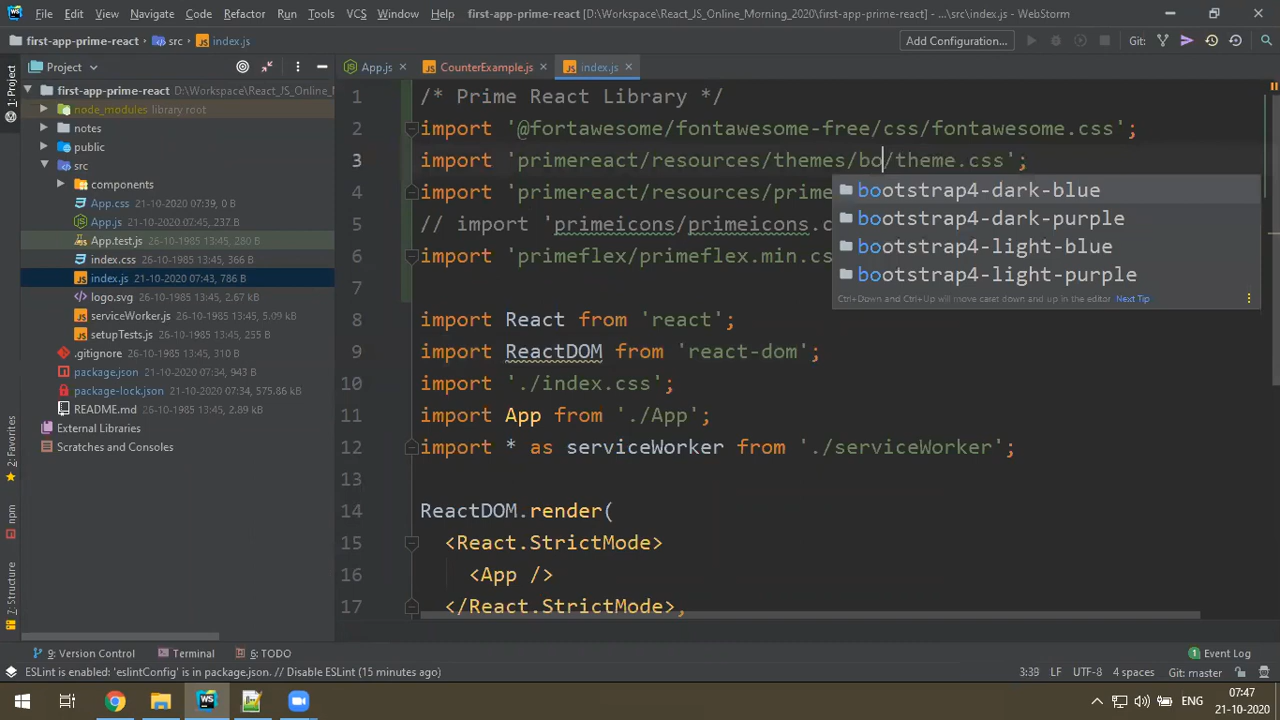 File Edit View Navigate Code Refactor Run Tools VCS Window Help first-app-prime-react [D:\Workspace\React_JS_Online_Morning_2020\first-app-prime-react] - ...\src\index.js - WebStorm
first-app-prime-react src index.js Add Configuration... Git:
Project App.js CounterExample.js index.js
first-app-prime-react D:\Workspace\React_JS_Online_M
node_modules library root
notes
public
src
components
App.css 21-10-2020 07:39, 0 B
App.js 21-10-2020 07:45, 237 B
App.test.js 26-10-1985 13:45, 280 B
index.css 26-10-1985 13:45, 366 B
index.js 21-10-2020 07:43, 786 B
logo.svg 26-10-1985 13:45, 2.67 kB
serviceWorker.js 26-10-1985 13:45, 5.09 kB
setupTests.js 26-10-1985 13:45, 255 B
.gitignore 26-10-1985 13:45, 310 B
package.json 21-10-2020 07:34, 943 B
package-lock.json 21-10-2020 07:34, 575.86 kB
README.md 26-10-1985 13:45, 2.89 kB
External Libraries
Scratches and Consoles
1: Project
2: Favorites
npm
7: Structure
1 /* Prime React Library */
2 import '@fortawesome/fontawesome-free/css/fontawesome.css';
3 import 'primereact/resources/themes/bo/theme.css';
4 import 'primereact/resources/prime
5 // import 'primeicons/primeicons.c
6 import 'primeflex/primeflex.min.cs
7
8 import React from 'react';
9 import ReactDOM from 'react-dom';
10 import './index.css';
11 import App from './App';
12 import * as serviceWorker from './serviceWorker';
13
14 ReactDOM.render(
15 <React.StrictMode>
16 <App />
17 </React.StrictMode>,
bootstrap4-dark-blue
bootstrap4-dark-purple
bootstrap4-light-blue
bootstrap4-light-purple
Ctrl+Down and Ctrl+Up will move caret down and up in the editor Next Tip
9: Version Control Terminal 6: TODO 1 Event Log
ESLint is enabled: 'eslintConfig' is in package.json. // Disable ESLint (15 minutes ago) 3:39 LF UTF-8 4 spaces Git: master
WS ENG 07:47
21-10-2020